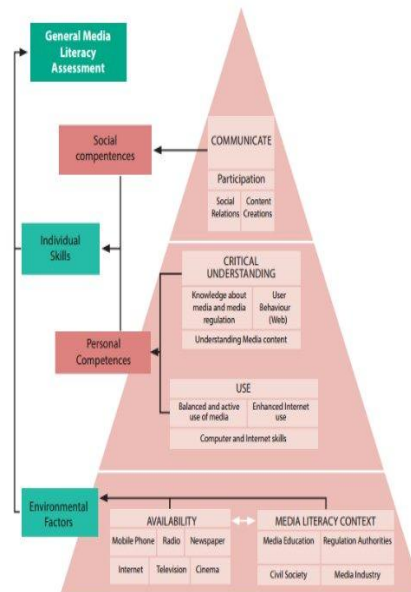 General Media
Literacy
Assessment
Social
compentences
COMMUNICATE
Participation
Social
Relations
Content
Creations
Individual
Skills
CRITICAL
UNDERSTANDING
Knowledge about
media and media
regulation
User
Behaviour
(Web)
Understanding Media content
Personal
Competences
USE
Balanced and active
use of media
Enhanced Internet
use
Computer and Internet skills
Environmental
Factors
AVAILABILITY
Mobile Phone
Radio
Newspaper
Internet
Television
Cinema
MEDIA LITERACY CONTEXT
Media Education
Regulation Authorities
Civil Society
Media Industry